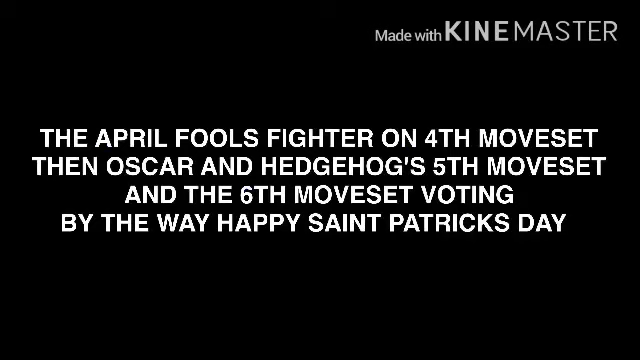 Made with KINEMASTER
THE APRIL FOOLS FIGHTER ON 4TH MOVESET
THEN OSCAR AND HEDGEHOG'S 5TH MOVESET
AND THE 6TH MOVESET VOTING
BY THE WAY HAPPY SAINT PATRICKS DAY